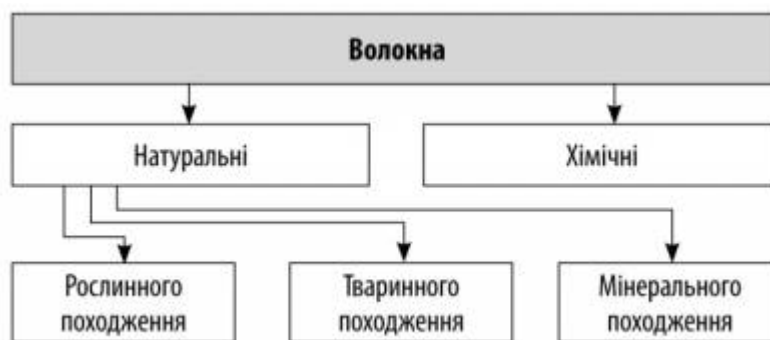 Волокна
Натуральні
Хімічні
Рослинного
походження
Тваринного
походження
Мінерального
походження